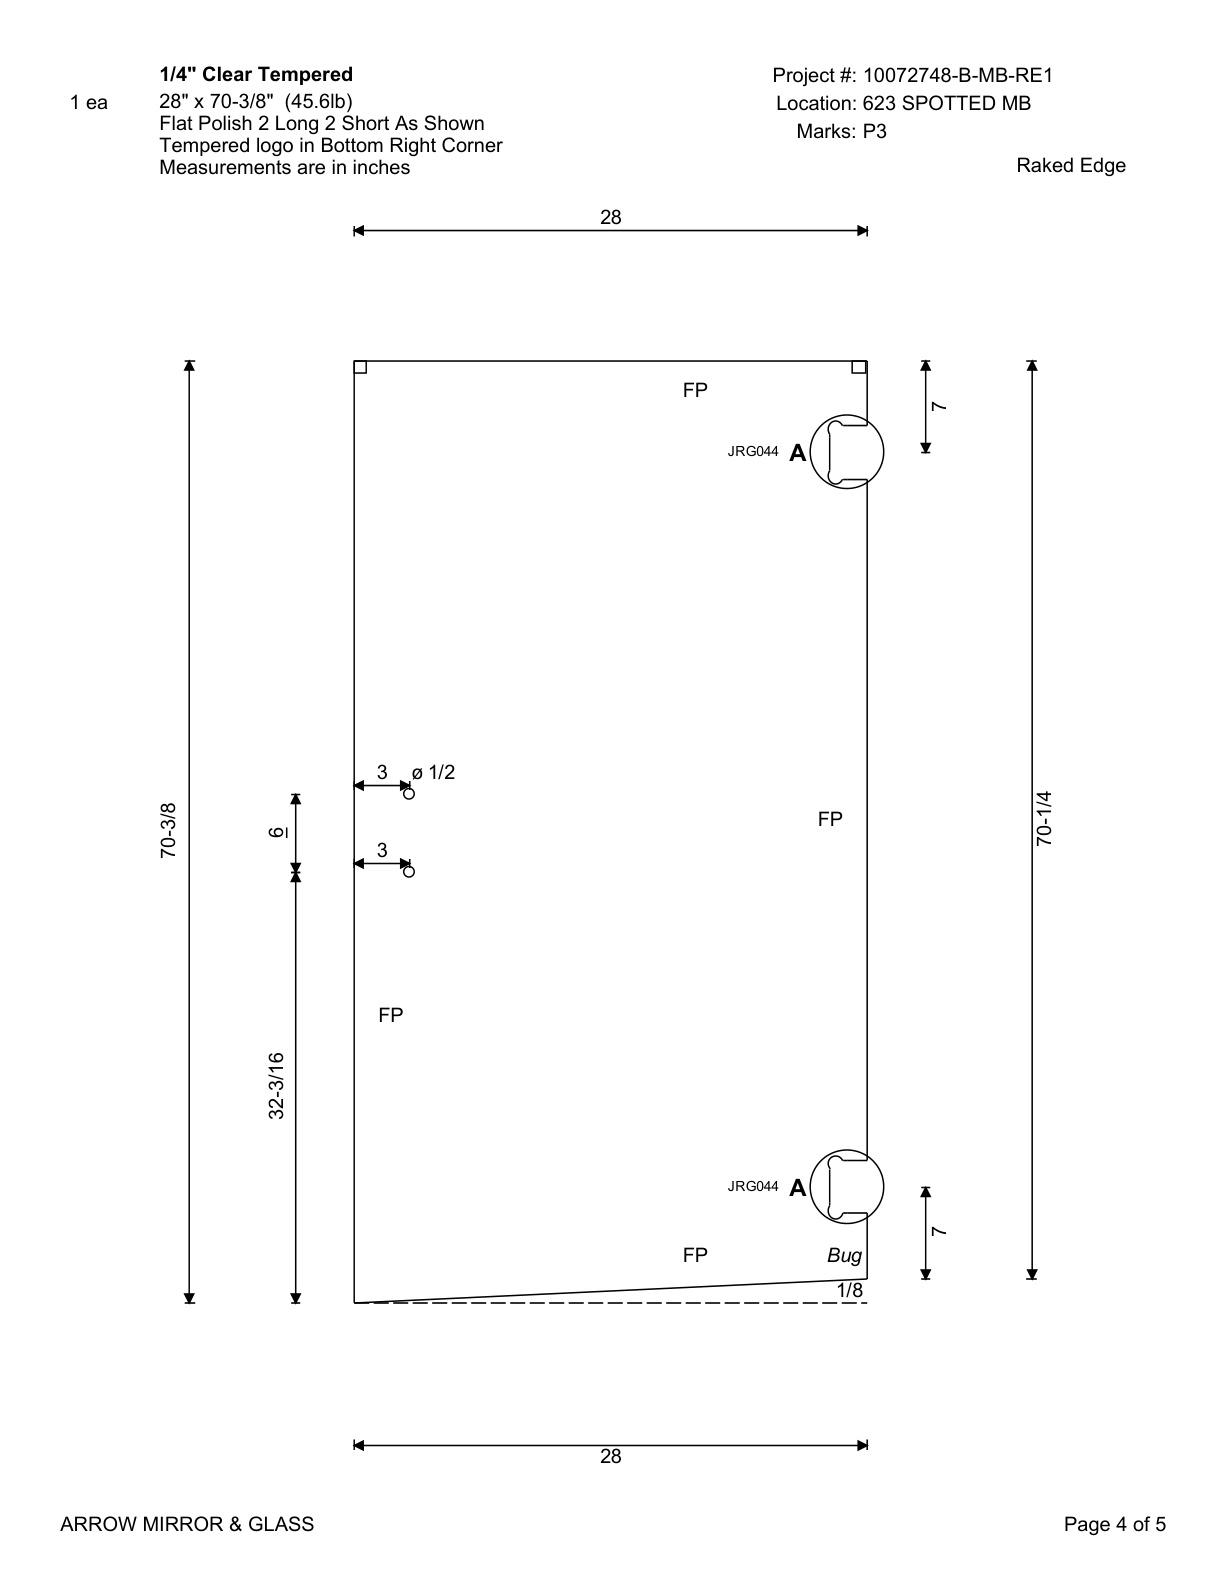 1/4" Clear Tempered
1 ea
28" x 70-3/8" (45.6lb)
Flat Polish 2 Long 2 Short As Shown
Tempered logo in Bottom Right Corner
Measurements are in inches
Project #: 10072748-B-MB-RE1
Location: 623 SPOTTED MB
Marks: P3
Raked Edge
28
FP
7
JRG044 A
3 ø 1/2
6
3
70-3/8
FP
70-1/4
FP
32-3/16
JRG044 A
7
FP
Bug
1/8
28
ARROW MIRROR & GLASS
Page 4 of 5